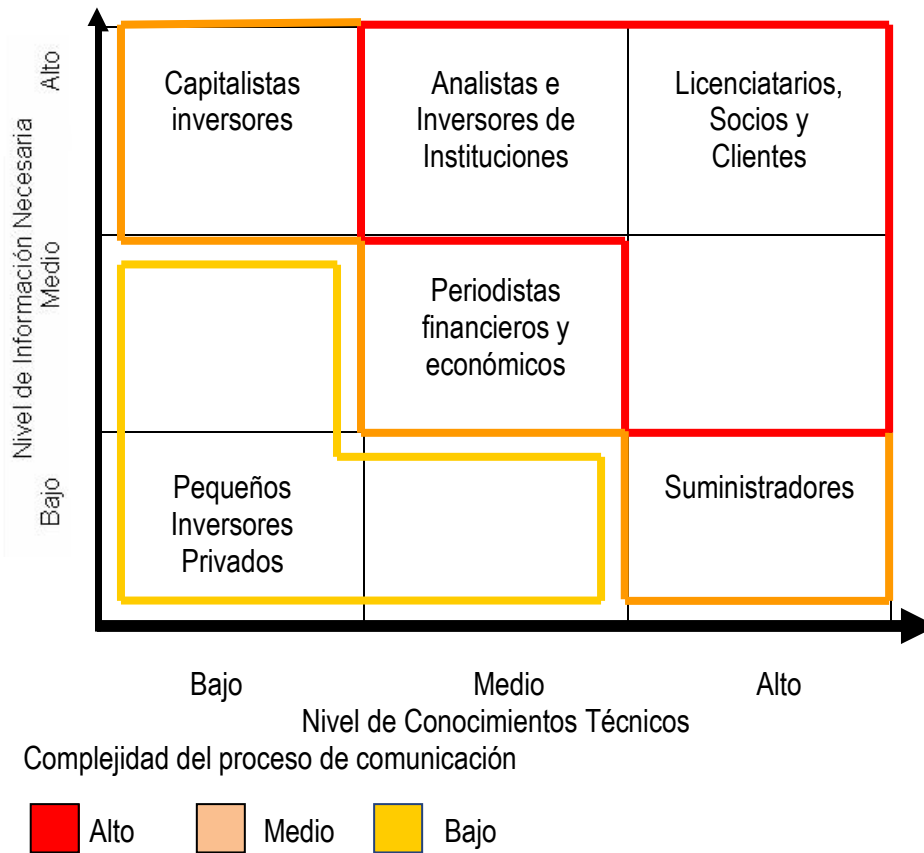 Nivel de Información Necesaria
Alto
Medio
Bajo
Capitalistas
inversores
Analistas e
Inversores de
Instituciones
Licenciatarios,
Socios y
Clientes
Periodistas
financieros y
económicos
Pequeños
Inversores
Privados
Suministradores
Bajo
Medio
Alto
Nivel de Conocimientos Técnicos
Complejidad del proceso de comunicación
Alto
Medio
Bajo